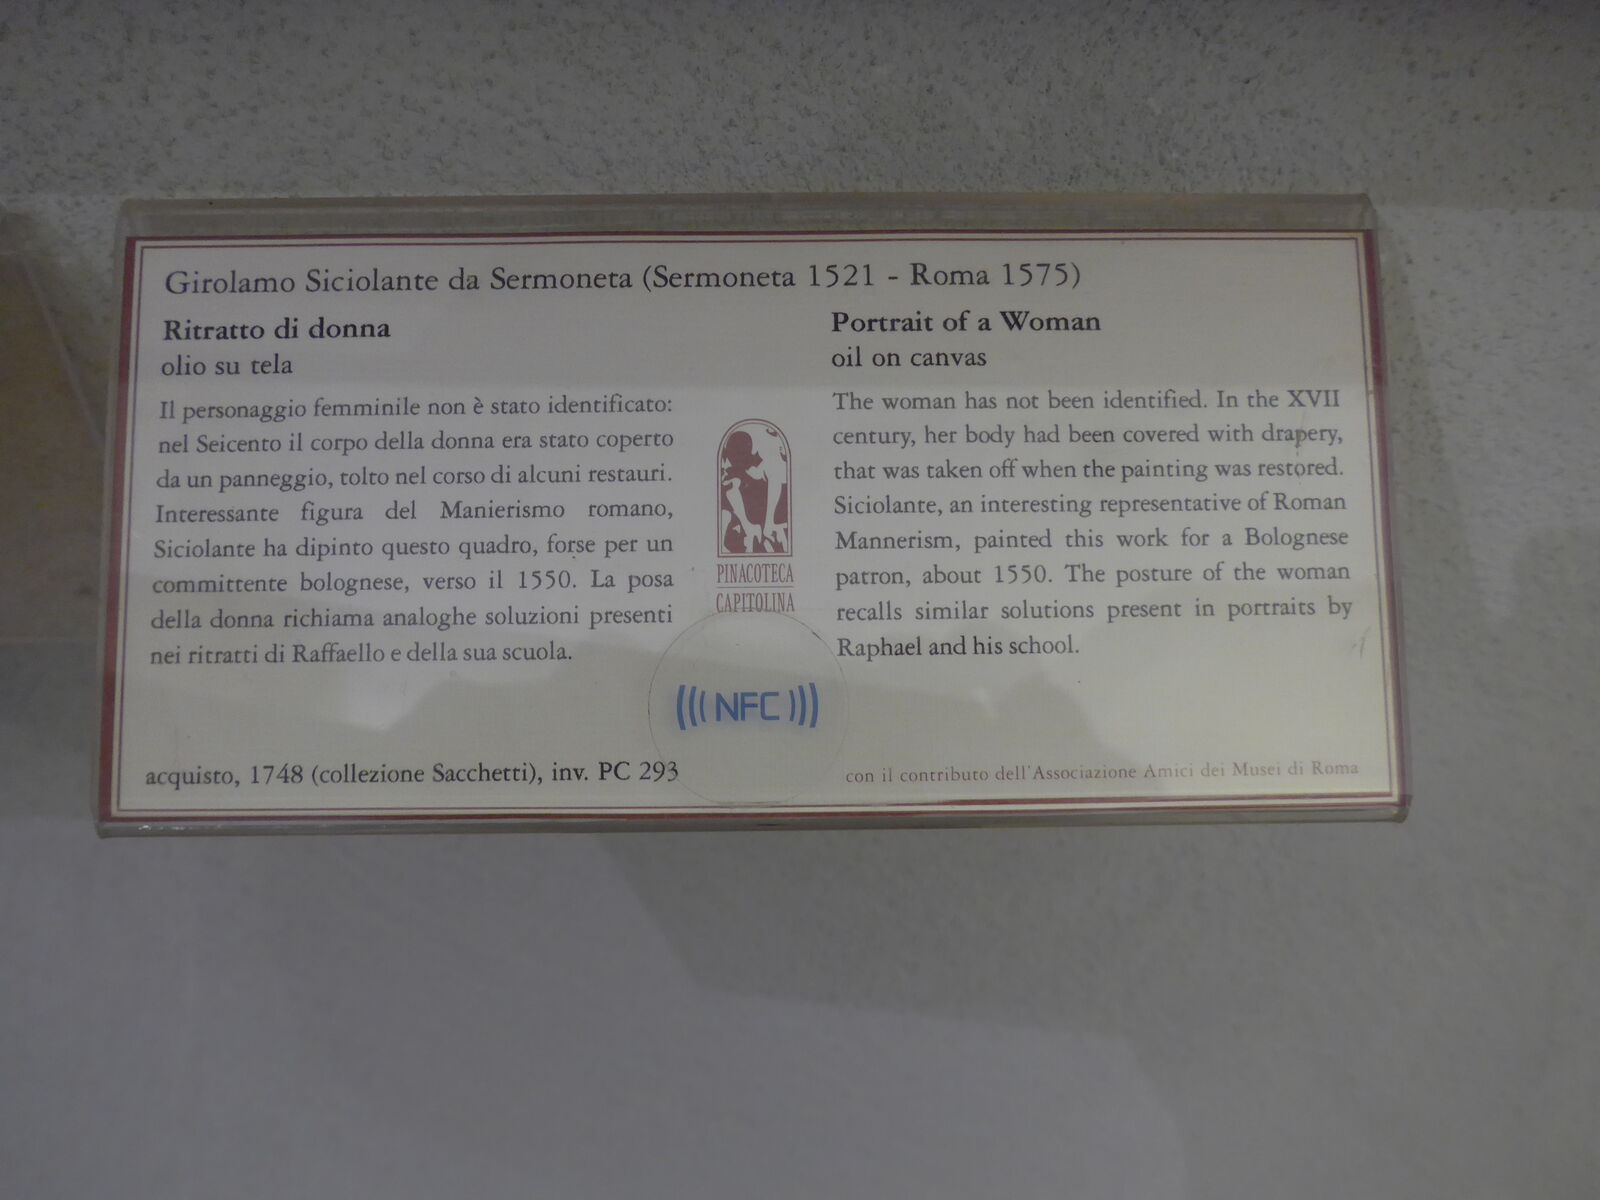 Girolamo Siciolante da Sermoneta (Sermoneta 1521 - Roma 1575)
Ritratto di donna
olio su tela
Il personaggio femminile non è stato identificato:
nel Seicento il corpo della donna era stato coperto
da un panneggio, tolto nel corso di alcuni restauri.
Interessante figura del Manierismo romano,
Siciolante ha dipinto questo quadro, forse per un
committente bolognese, verso il 1550. La posa
della donna richiama analoghe soluzioni presenti
nei ritratti di Raffaello e della sua scuola.
acquisto, 1748 (collezione Sacchetti), inv. PC 293
PINACOTECA
CAPITOLINA
(((NFC)))
Portrait of a Woman
oil on canvas
The woman has not been identified. In the XVII
century, her body had been covered with drapery,
that was taken off when the painting was restored.
Siciolante, an interesting representative of Roman
Mannerism, painted this work for a Bolognese
patron, about 1550. The posture of the woman
recalls similar solutions present in portraits by
Raphael and his school.
con il contributo dell'Associazione Amici dei Musei di Roma